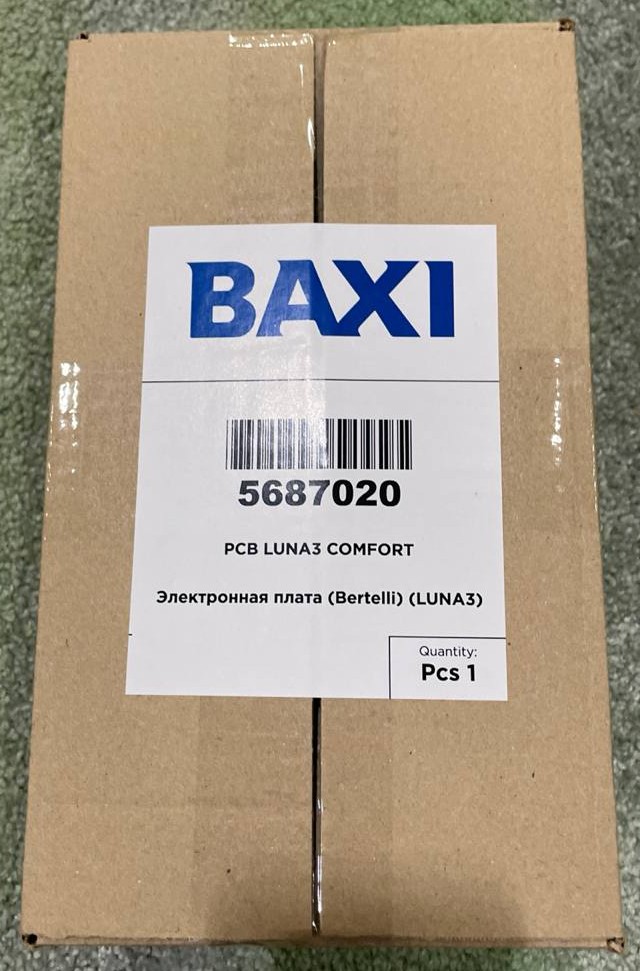 BAXI
5687020
PCB LUNA3 COMFORT
Электронная плата (Bertelli) (LUNA3)
Quantity:
Pcs 1